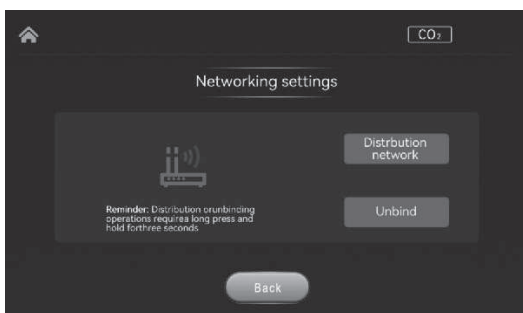 CO₂
Networking settings
Distrbution
network
Reminder: Distribution orunbinding
operations requirea long press and
hold forthree seconds
Unbind
Back